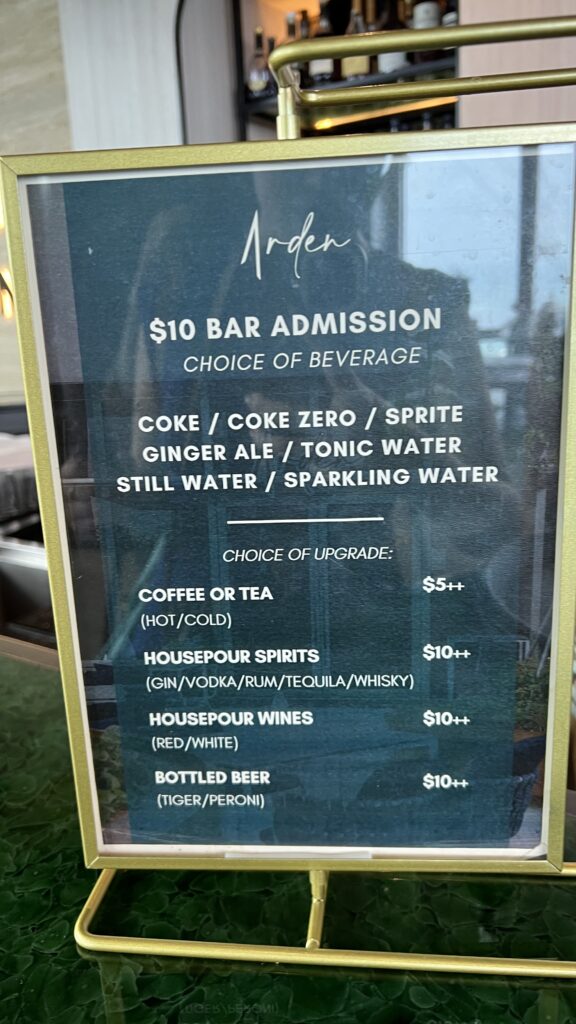 Arden
$10 BAR ADMISSION
CHOICE OF BEVERAGE
COKE / COKE ZERO / SPRITE
GINGER ALE / TONIC WATER
STILL WATER / SPARKLING WATER
CHOICE OF UPGRADE:
COFFEE OR TEA $5++
(HOT/COLD)
HOUSEPOUR SPIRITS $10++
(GIN/VODKA/RUM/TEQUILA/WHISKY)
HOUSEPOUR WINES $10++
(RED/WHITE)
BOTTLED BEER $10++
(TIGER/PERONI)